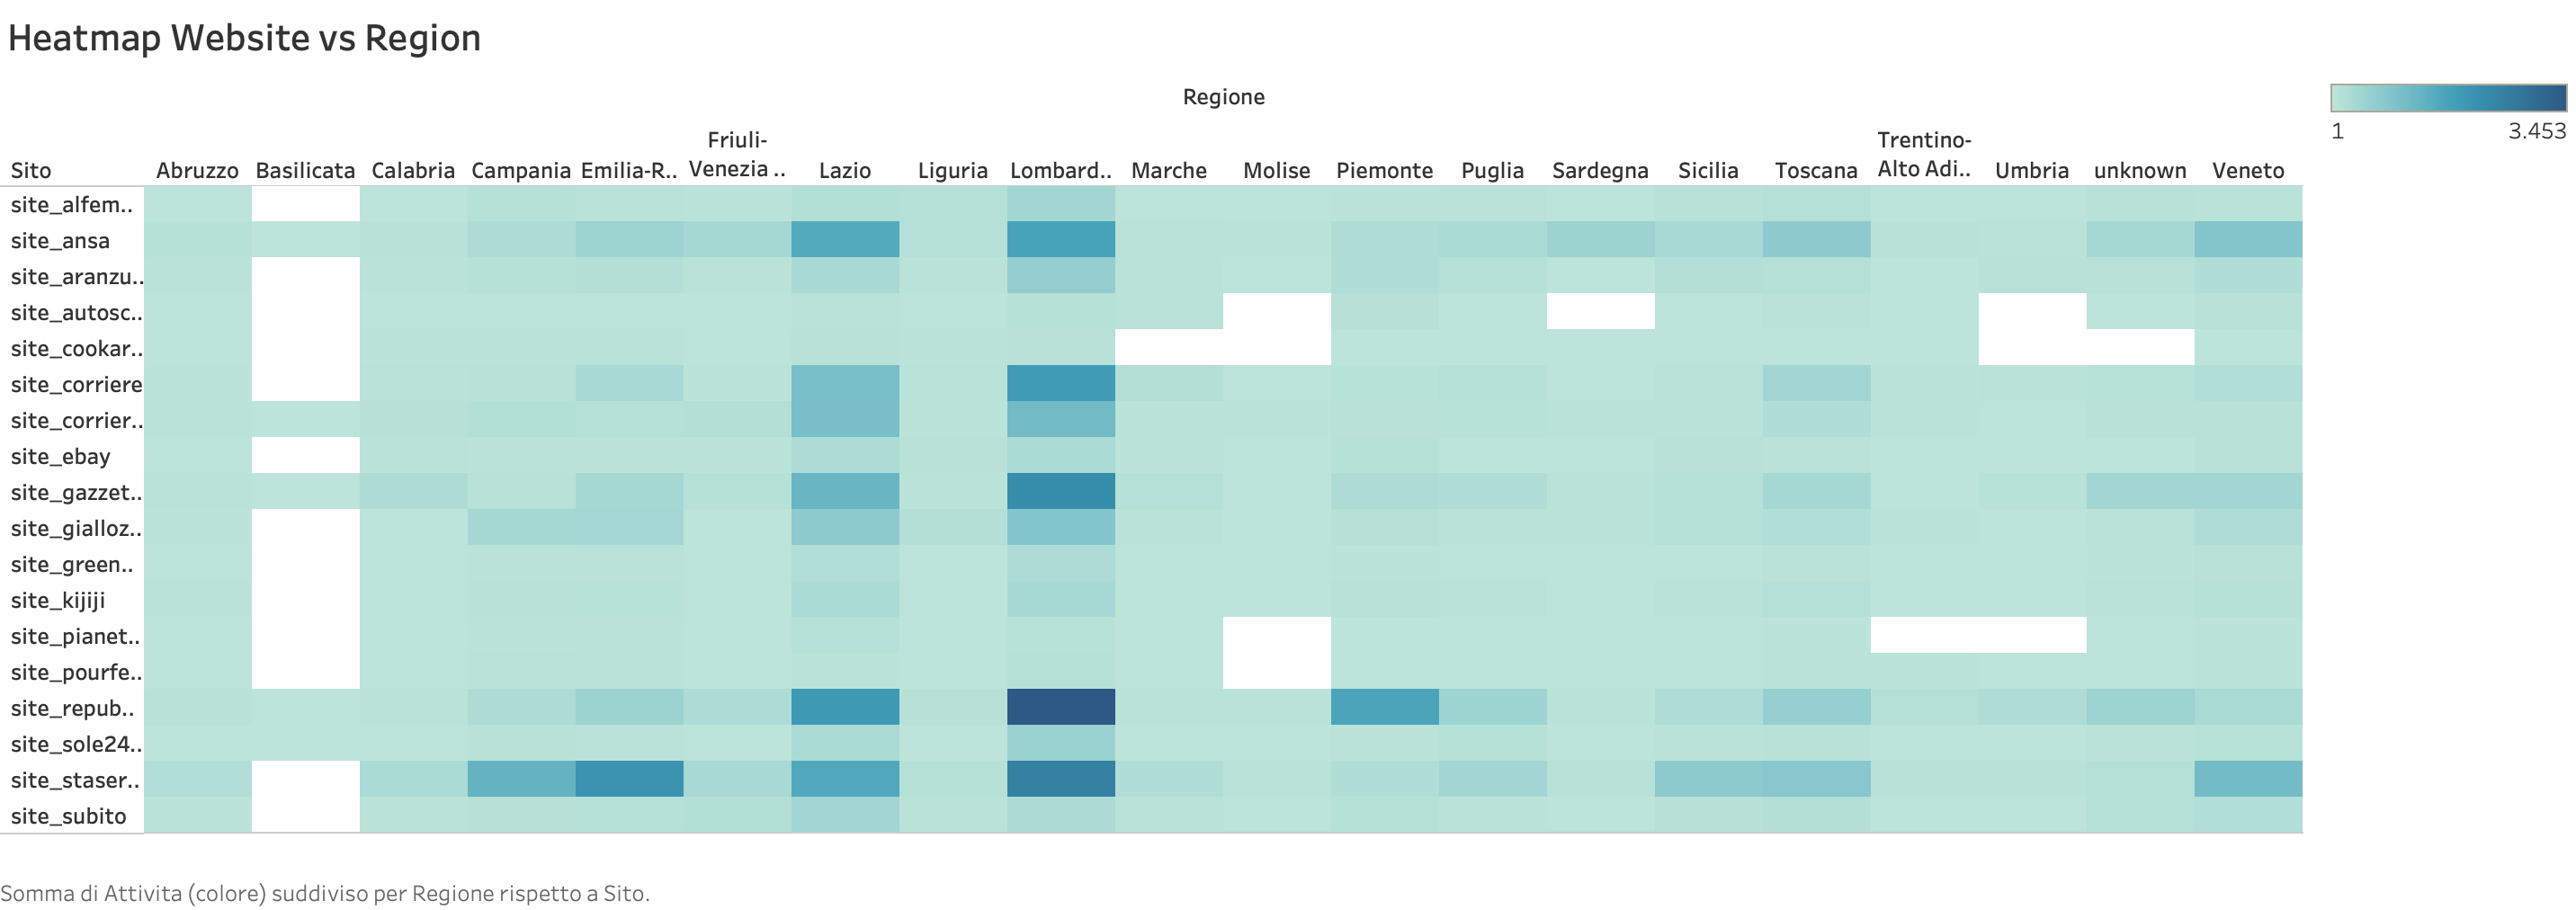 Heatmap Website vs Region
Regione
1 3.453
Sito Abruzzo Basilicata Calabria Campania Emilia-R.. Friuli-Venezia .. Lazio Liguria Lombard.. Marche Molise Piemonte Puglia Sardegna Sicilia Toscana Trentino-Alto Adi.. Umbria unknown Veneto
site_alfem..
site_ansa
site_aranzu..
site_autosc..
site_cookar..
site_corriere
site_corrier..
site_ebay
site_gazzet..
site_gialloz..
site_green..
site_kijiji
site_pianet..
site_pourfe..
site_repub..
site_sole24..
site_staser..
site_subito
Somma di Attivita (colore) suddiviso per Regione rispetto a Sito.